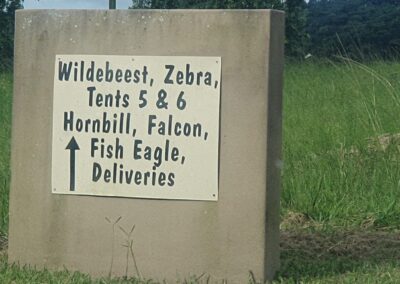 Wildebeest, Zebra,
Tents 5 & 6
Hornbill, Falcon,
Fish Eagle,
Deliveries